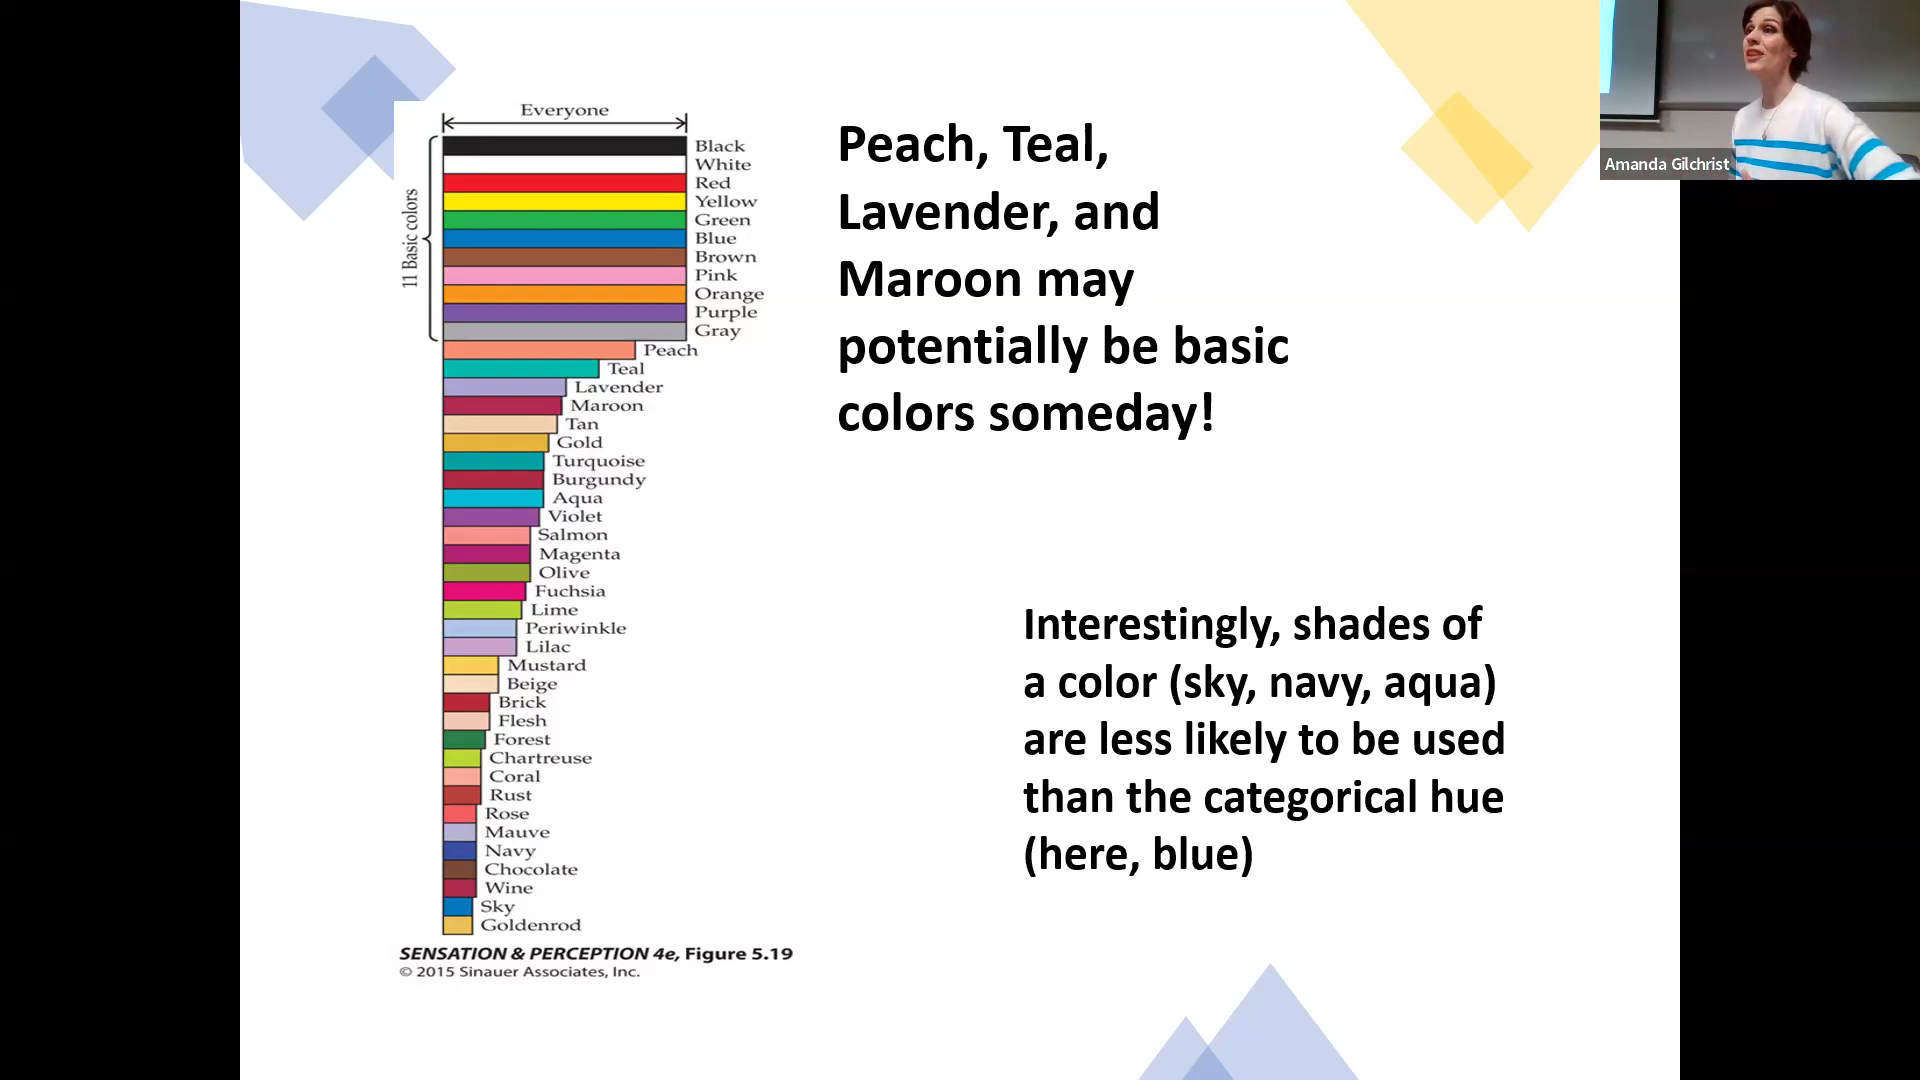 Everyone
11 Basic colors
Black
White
Red
Yellow
Green
Blue
Brown
Pink
Orange
Purple
Gray
Peach
Teal
Lavender
Maroon
Tan
Gold
Turquoise
Burgundy
Aqua
Violet
Salmon
Magenta
Olive
Fuchsia
Lime
Periwinkle
Lilac
Mustard
Beige
Brick
Flesh
Forest
Chartreuse
Coral
Rust
Rose
Mauve
Navy
Chocolate
Wine
Sky
Goldenrod
SENSATION & PERCEPTION 4e, Figure 5.19
© 2015 Sinauer Associates, Inc.
Peach, Teal,
Lavender, and
Maroon may
potentially be basic
colors someday!
Interestingly, shades of
a color (sky, navy, aqua)
are less likely to be used
than the categorical hue
(here, blue)
Amanda Gilchrist